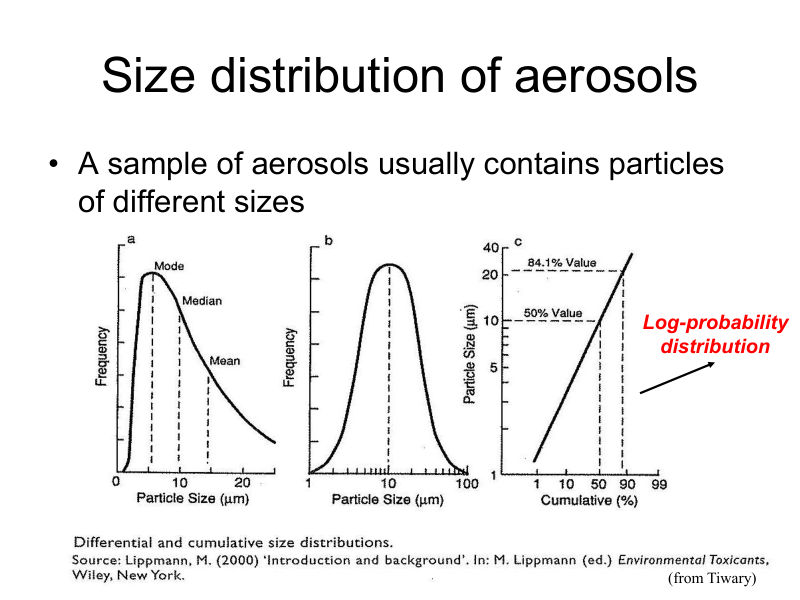 Size distribution of aerosols
• A sample of aerosols usually contains particles
of different sizes
a
Mode
Median
Mean
Frequency
0 10 20
Particle Size (μm)
b
Frequency
1 10 100
Particle Size (μm)
c
40
84.1% Value
20
50% Value
10
5
1
Particle Size (μm)
1 10 50 90 99
Cumulative (%)
Log-probability
distribution
Differential and cumulative size distributions.
Source: Lippmann, M. (2000) 'Introduction and background'. In: M. Lippmann (ed.) Environmental Toxicants,
Wiley, New York.
(from Tiwary)